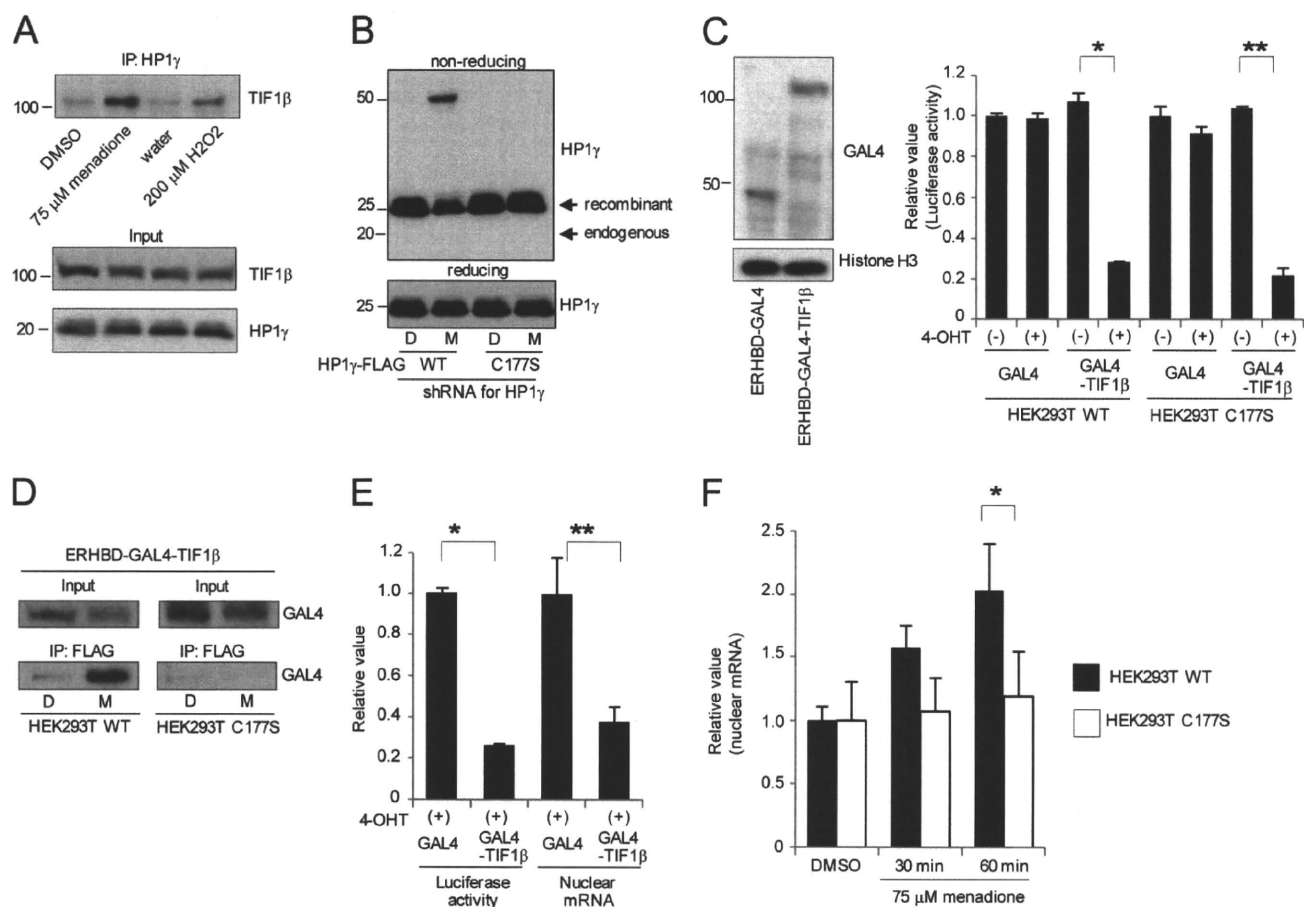 A
IP: HP1γ
TIF1β
100
DMSO
75 µM menadione
water
200 µM H2O2
Input
100
TIF1β
20
HP1γ
B
non-reducing
50
HP1γ
25
recombinant
20
endogenous
reducing
25
HP1γ
D M D M
HP1γ-FLAG WT C177S
shRNA for HP1γ
C
100
GAL4
50
Histone H3
ERHBD-GAL4
ERHBD-GAL4-TIF1β
* **
Relative value
(Luciferase activity)
1.2
1.0
0.8
0.6
0.4
0.2
0
4-OHT (-) (+) (-) (+) (-) (+) (-) (+)
GAL4 GAL4 GAL4 GAL4
-TIF1β -TIF1β
HEK293T WT HEK293T C177S
D
ERHBD-GAL4-TIF1β
Input Input
GAL4
IP: FLAG IP: FLAG
GAL4
D M D M
HEK293T WT HEK293T C177S
E
* **
Relative value
1.2
1.0
0.8
0.6
0.4
0.2
0
4-OHT (+) (+) (+) (+)
GAL4 GAL4 GAL4 GAL4
-TIF1β -TIF1β
Luciferase Nuclear
activity mRNA
F
*
Relative value
(nuclear mRNA)
2.5
2.0
1.5
1.0
0.5
0
DMSO 30 min 60 min
75 µM menadione
HEK293T WT
HEK293T C177S